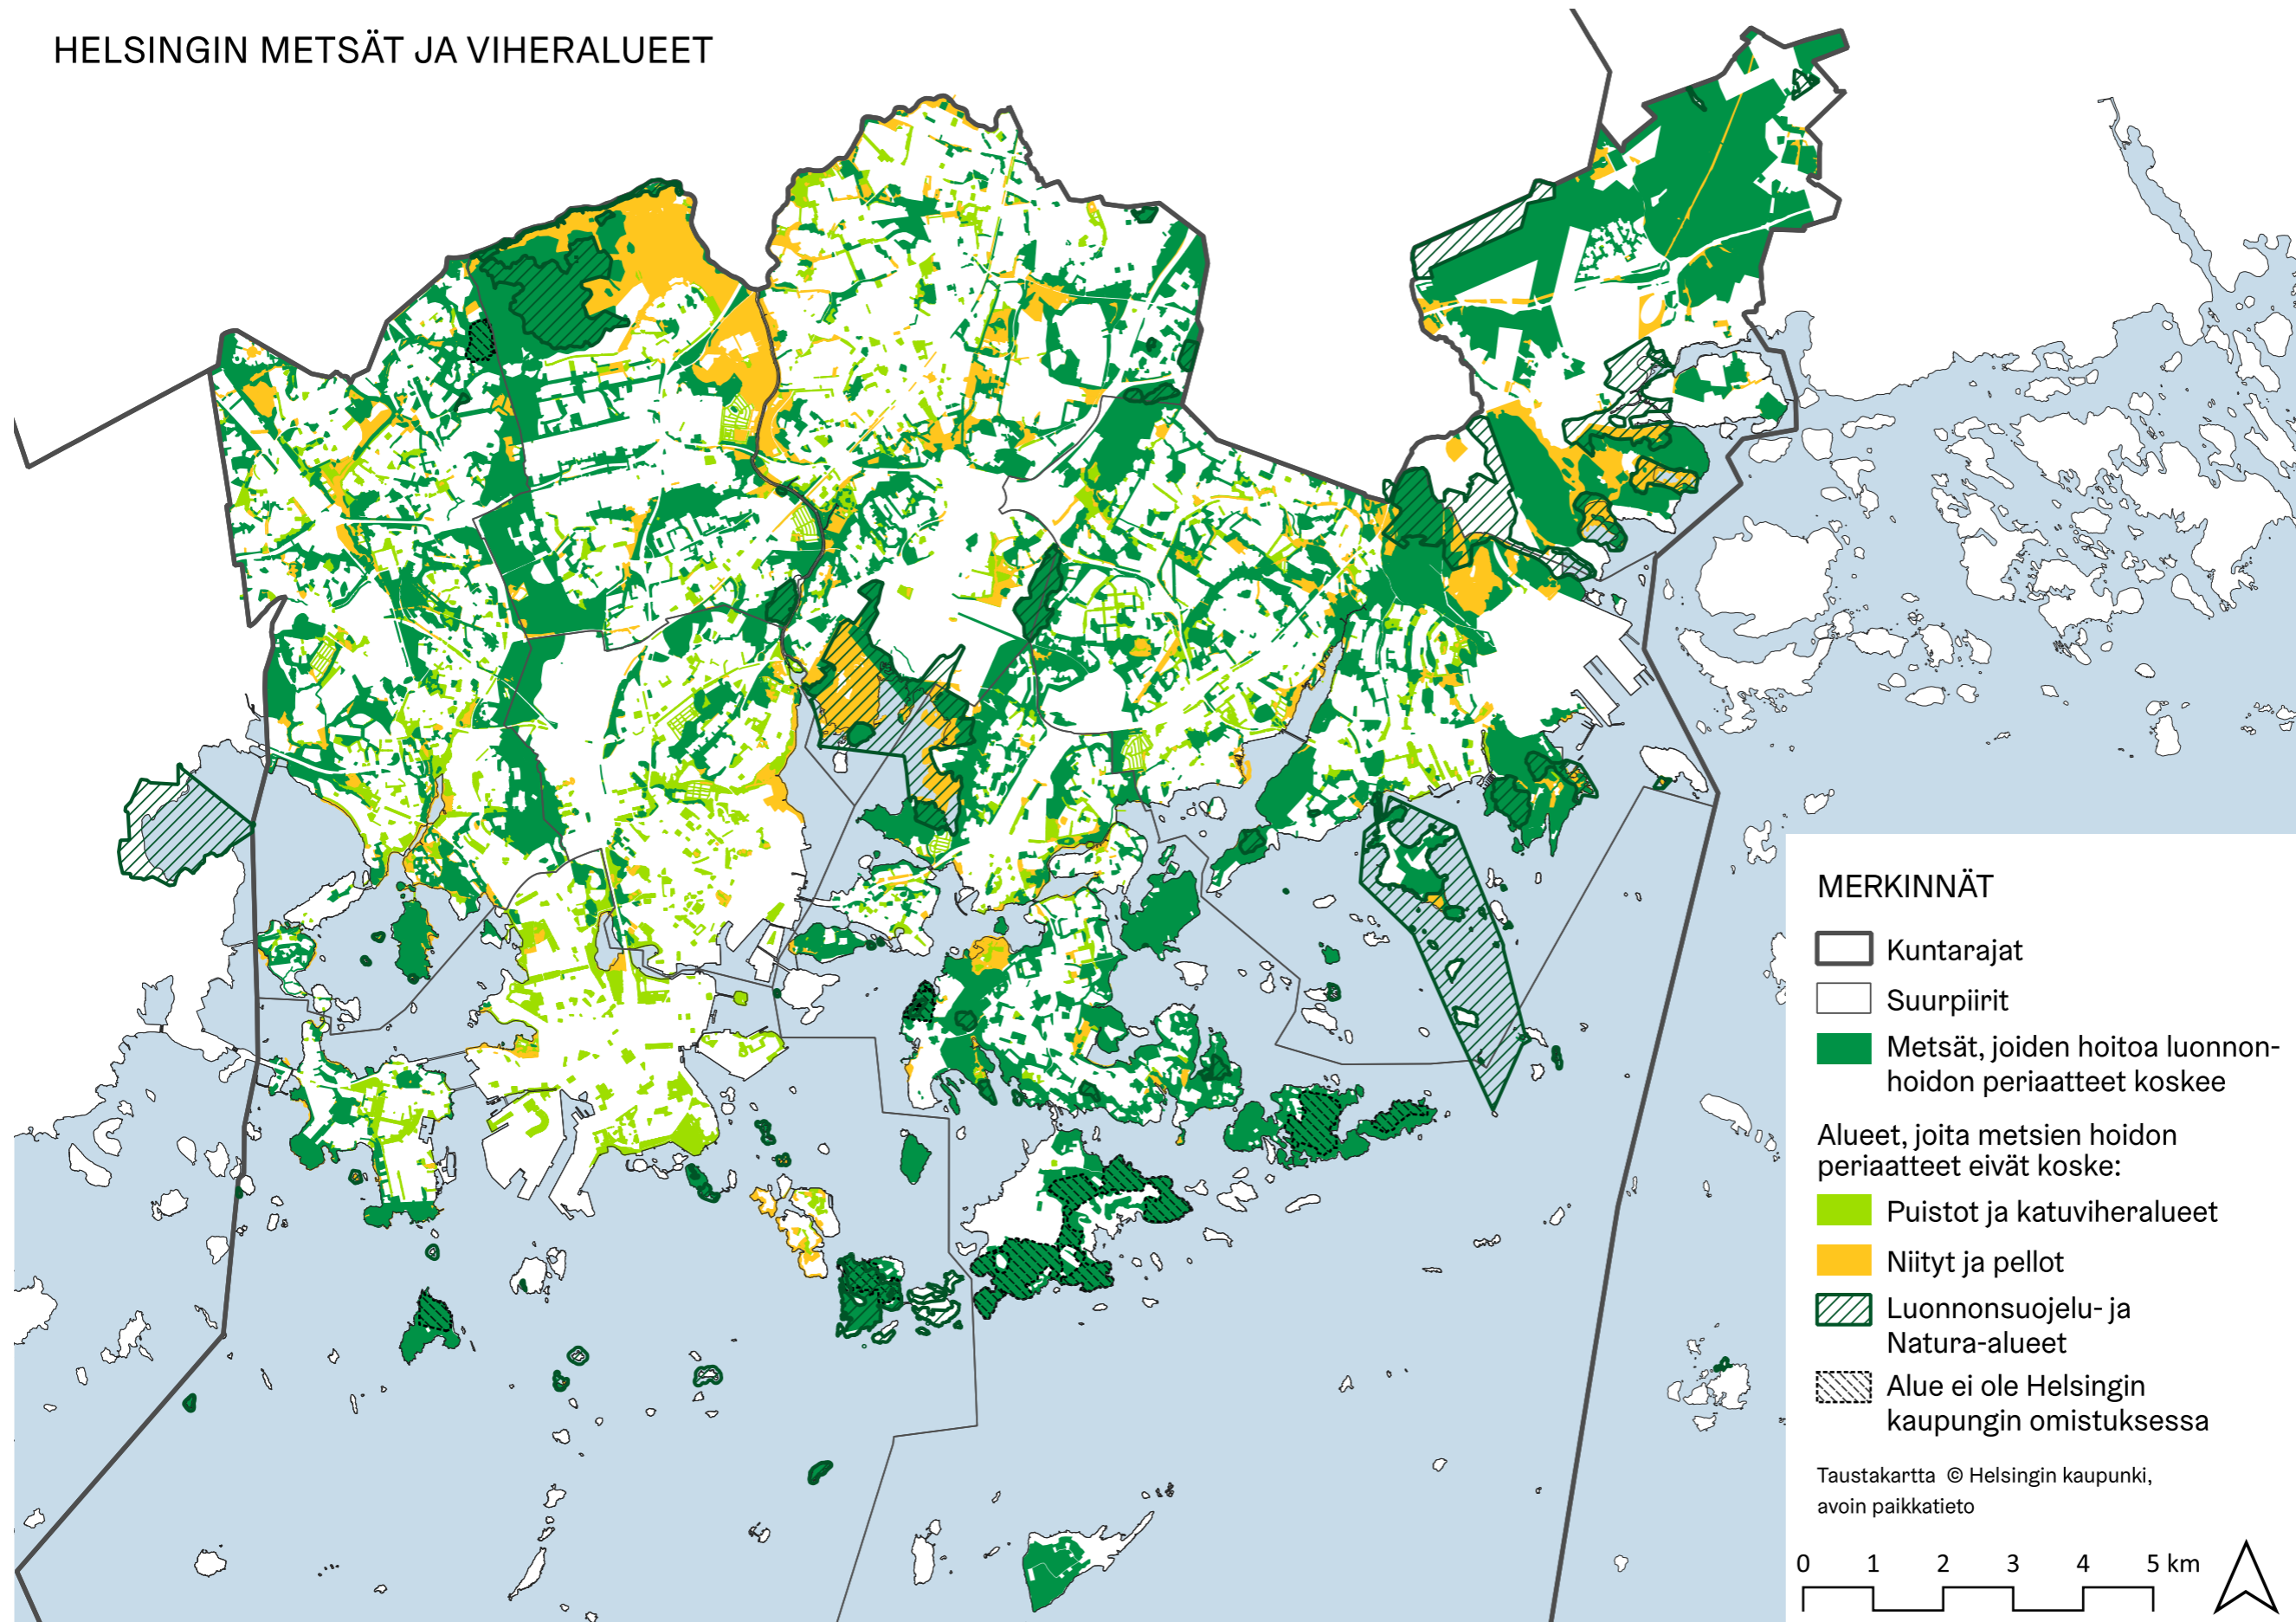 HELSINGIN METSÄT JA VIHERALUEET
MERKINNÄT
Kuntarajat
Suurpiirit
Metsät, joiden hoitoa luonnon-
hoidon periaatteet koskee
Alueet, joita metsien hoidon
periaatteet eivät koske:
Puistot ja katuviheralueet
Niityt ja pellot
Luonnonsuojelu- ja
Natura-alueet
Alue ei ole Helsingin
kaupungin omistuksessa
Taustakartta © Helsingin kaupunki,
avoin paikkatieto
0 1 2 3 4 5 km